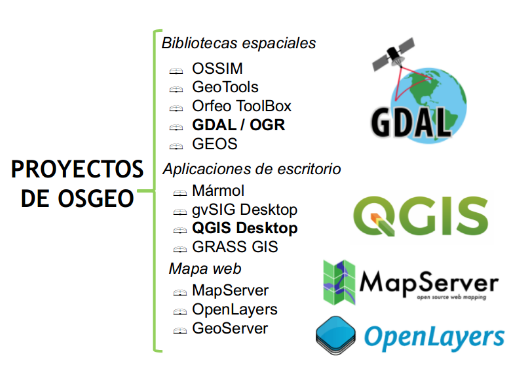 PROYECTOS
DE OSGEO
Bibliotecas espaciales
OSSIM
GeoTools
Orfeo ToolBox
GDAL / OGR
GEOS
Aplicaciones de escritorio
Mármol
gvSIG Desktop
QGIS Desktop
GRASS GIS
Mapa web
MapServer
OpenLayers
GeoServer
GDAL
QGIS
MapServer
open source web mapping
OpenLayers